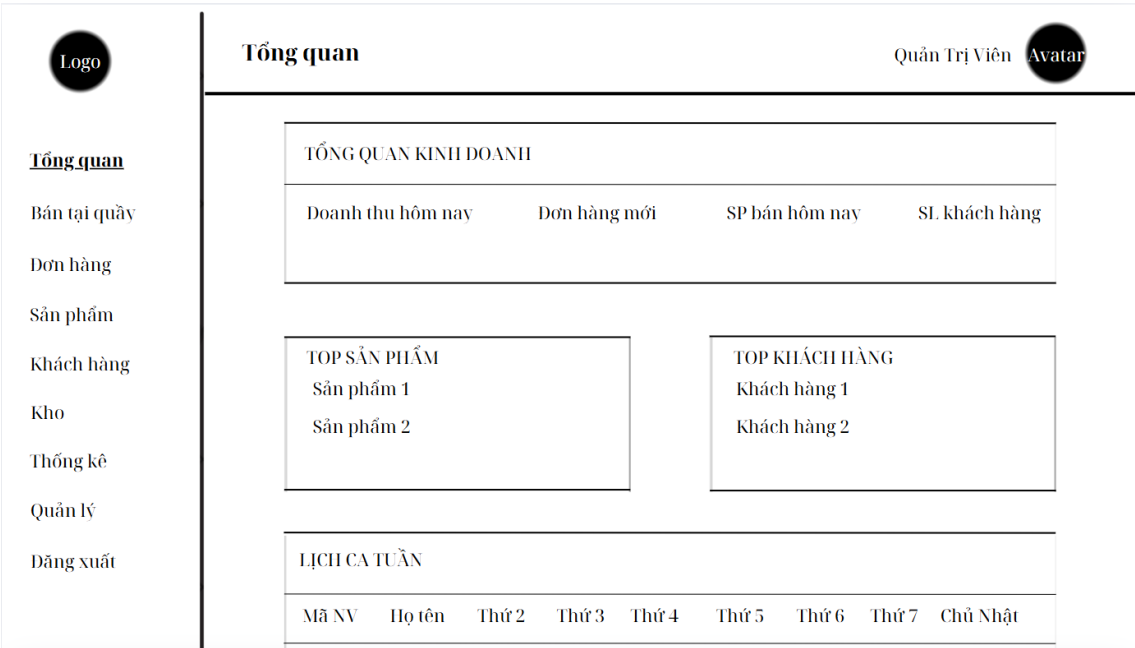 Logo
Tổng quan
Bán tại quầy
Đơn hàng
Sản phẩm
Khách hàng
Kho
Thống kê
Quản lý
Đăng xuất
Tổng quan
Quản Trị Viên
Avatar
TỔNG QUAN KINH DOANH
Doanh thu hôm nay Đơn hàng mới SP bán hôm nay SL khách hàng
TOP SẢN PHẨM
Sản phẩm 1
Sản phẩm 2
TOP KHÁCH HÀNG
Khách hàng 1
Khách hàng 2
LỊCH CA TUẦN
Mã NV Họ tên Thứ 2 Thứ 3 Thứ 4 Thứ 5 Thứ 6 Thứ 7 Chủ Nhật